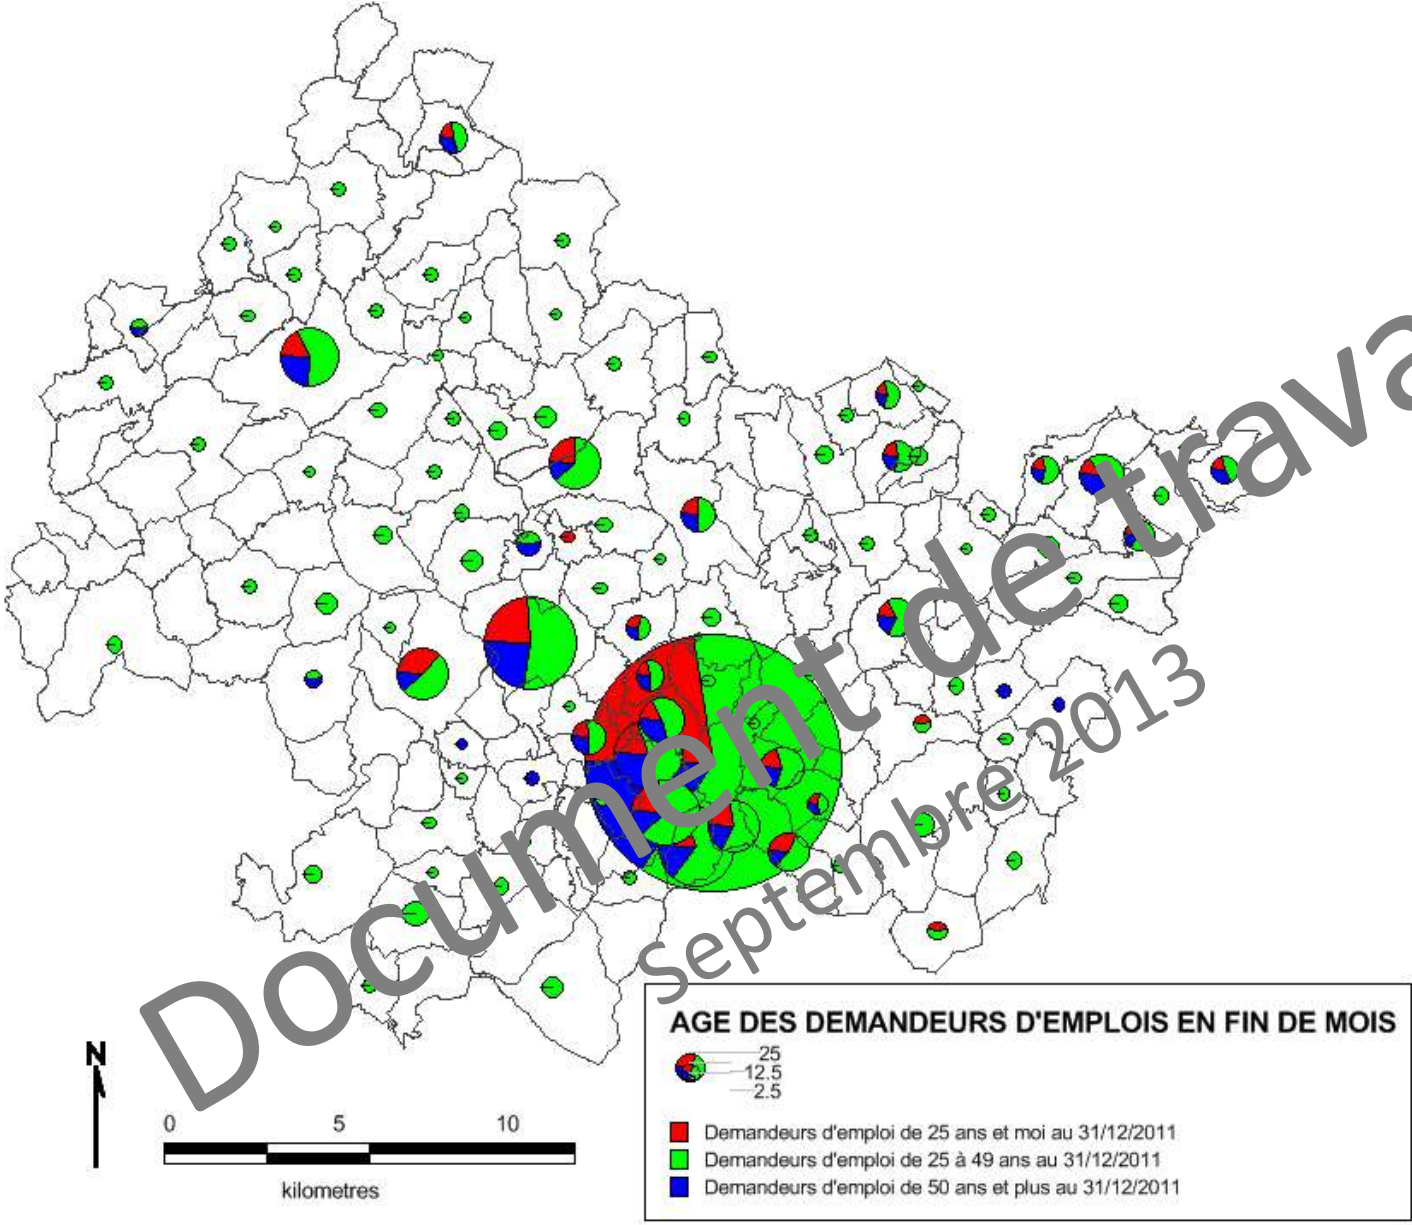 Document de trava
Septembre 2013
N
0 5 10
kilometres
AGE DES DEMANDEURS D'EMPLOIS EN FIN DE MOIS
25
12.5
2.5
Demandeurs d'emploi de 25 ans et moi au 31/12/2011
Demandeurs d'emploi de 25 à 49 ans au 31/12/2011
Demandeurs d'emploi de 50 ans et plus au 31/12/2011